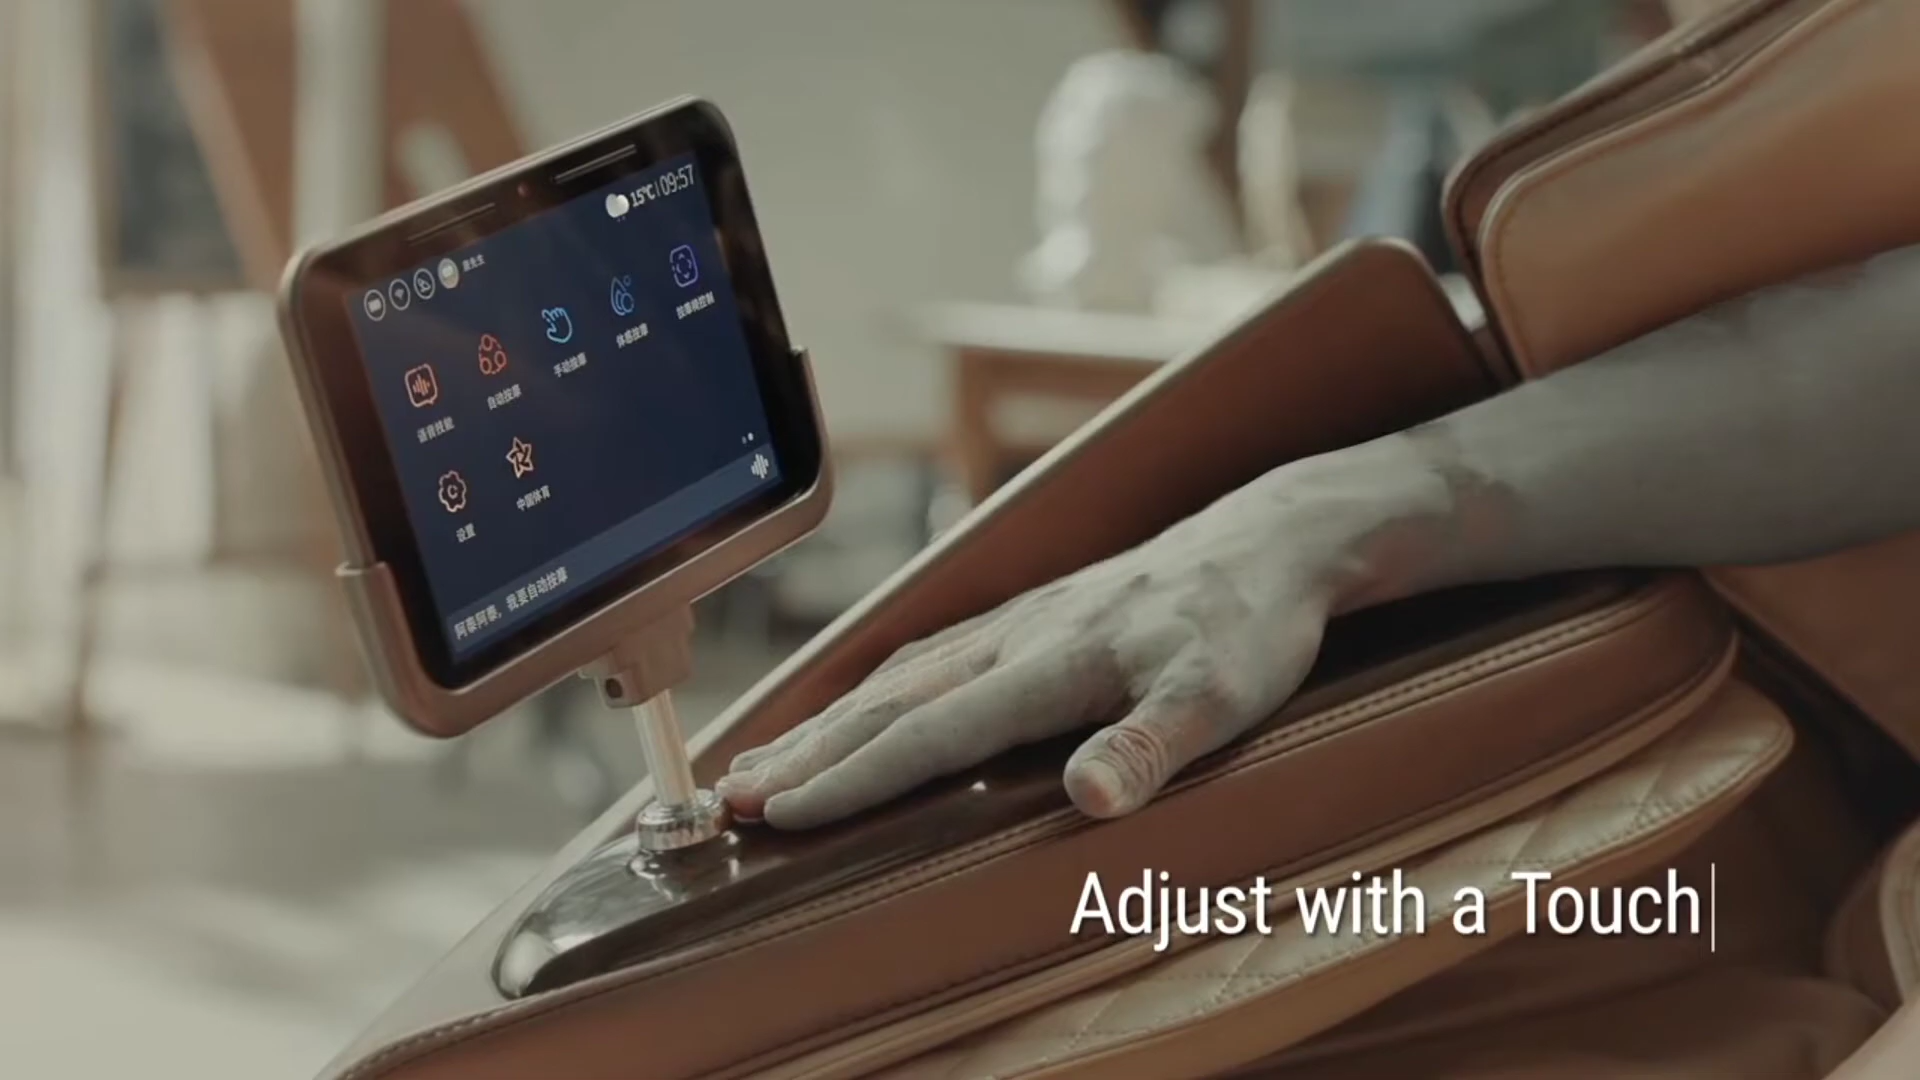 15℃ | 09:57
语音技能
自动按摩
手动按摩
体感按摩
按摩椅控制
设置
中国体育
阿泰阿泰，我要自动按摩
Adjust with a Touch